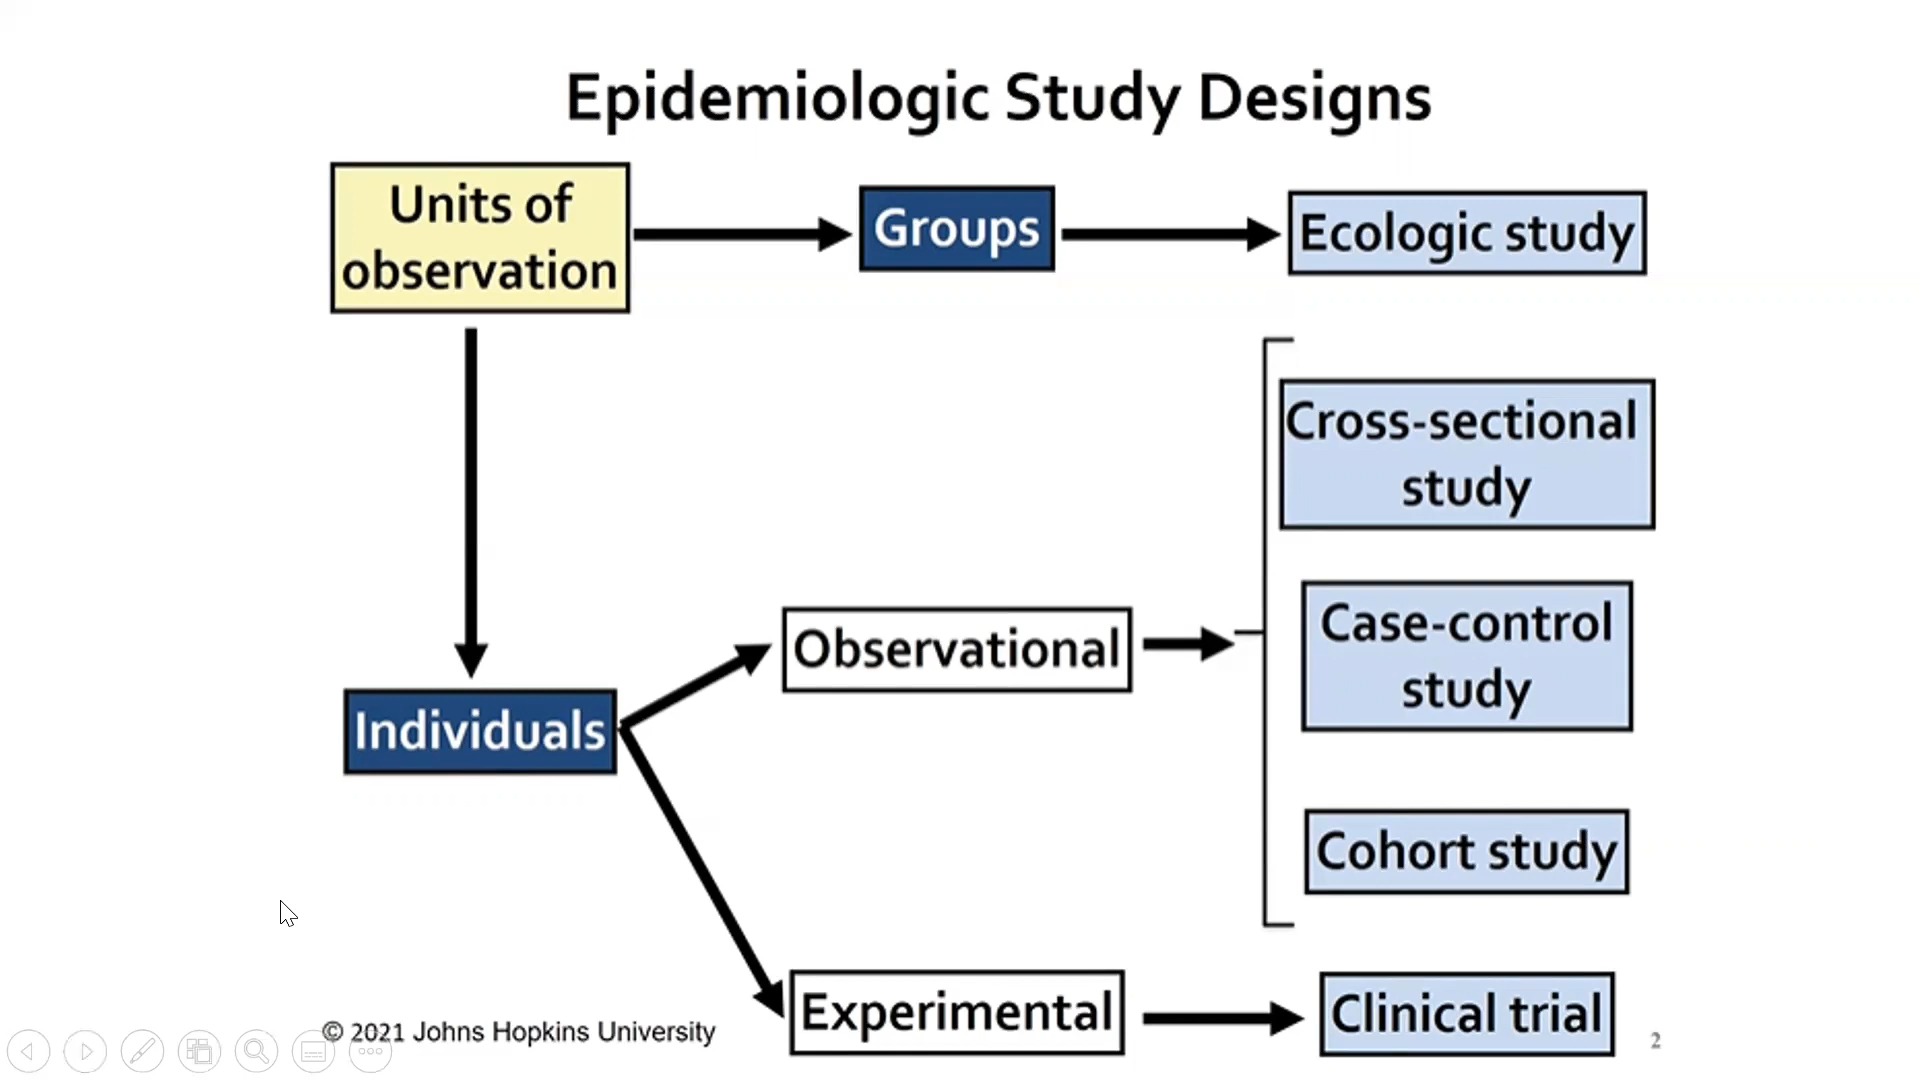 Epidemiologic Study Designs
Units of
observation
Groups
Ecologic study
Cross-sectional
study
Case-control
study
Observational
Individuals
Cohort study
Experimental
Clinical trial
© 2021 Johns Hopkins University
2